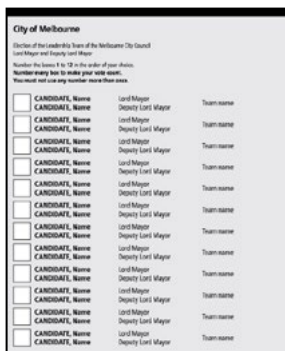 City of Melbourne
Election of the Leadership Team of the Melbourne City Council
Lord Mayor and Deputy Lord Mayor
Number the boxes 1 to 12 in the order of your choice.
Number every box to make your vote count.
You must not use any number more than once.
CANDIDATE, Name Lord Mayor Team name
CANDIDATE, Name Deputy Lord Mayor
CANDIDATE, Name Lord Mayor Team name
CANDIDATE, Name Deputy Lord Mayor
CANDIDATE, Name Lord Mayor Team name
CANDIDATE, Name Deputy Lord Mayor
CANDIDATE, Name Lord Mayor Team name
CANDIDATE, Name Deputy Lord Mayor
CANDIDATE, Name Lord Mayor Team name
CANDIDATE, Name Deputy Lord Mayor
CANDIDATE, Name Lord Mayor Team name
CANDIDATE, Name Deputy Lord Mayor
CANDIDATE, Name Lord Mayor Team name
CANDIDATE, Name Deputy Lord Mayor
CANDIDATE, Name Lord Mayor Team name
CANDIDATE, Name Deputy Lord Mayor
CANDIDATE, Name Lord Mayor Team name
CANDIDATE, Name Deputy Lord Mayor
CANDIDATE, Name Lord Mayor Team name
CANDIDATE, Name Deputy Lord Mayor
CANDIDATE, Name Lord Mayor Team name
CANDIDATE, Name Deputy Lord Mayor
CANDIDATE, Name Lord Mayor Team name
CANDIDATE, Name Deputy Lord Mayor